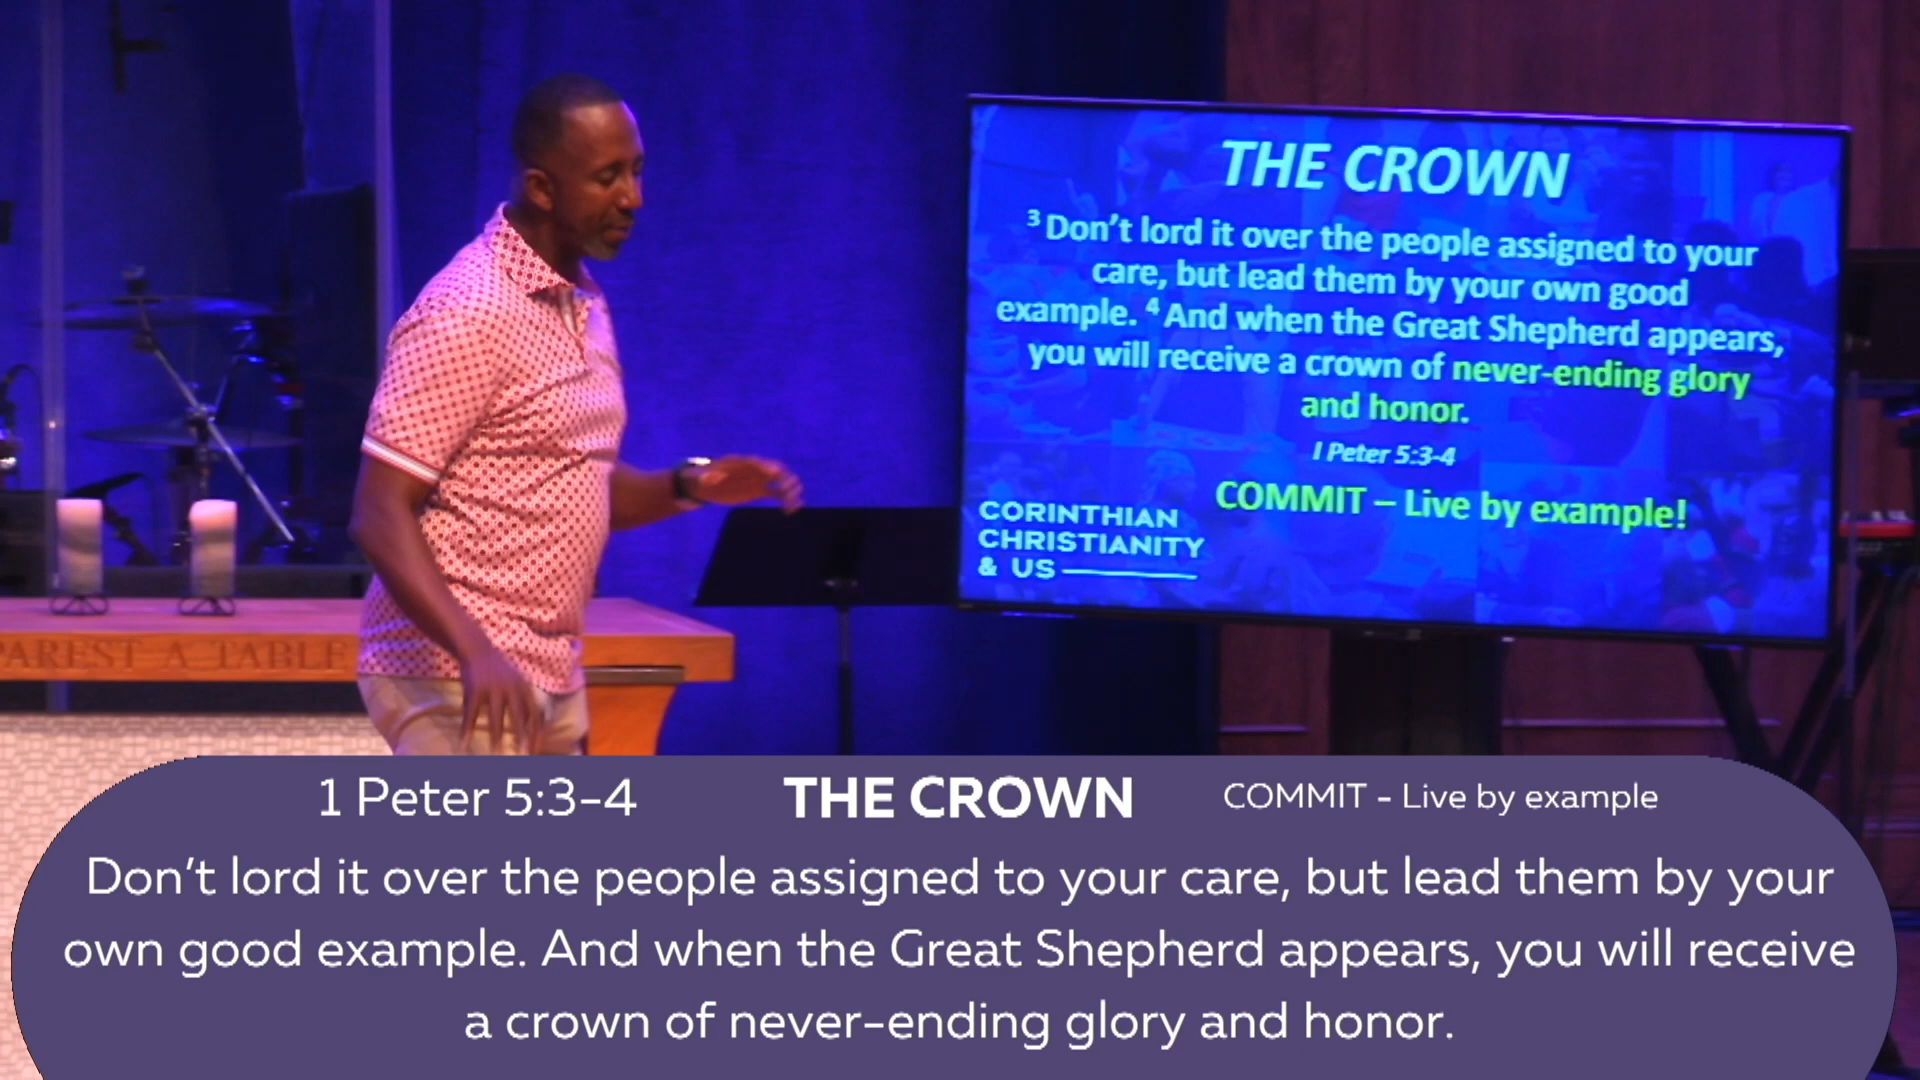 THE CROWN
3 Don't lord it over the people assigned to your
care, but lead them by your own good
example. 4 And when the Great Shepherd appears,
you will receive a crown of never-ending glory
and honor.
I Peter 5:3-4
COMMIT – Live by example!
CORINTHIAN
CHRISTIANITY
& US
PAREST A TABLE
1 Peter 5:3-4 THE CROWN COMMIT - Live by example
Don't lord it over the people assigned to your care, but lead them by your
own good example. And when the Great Shepherd appears, you will receive
a crown of never-ending glory and honor.